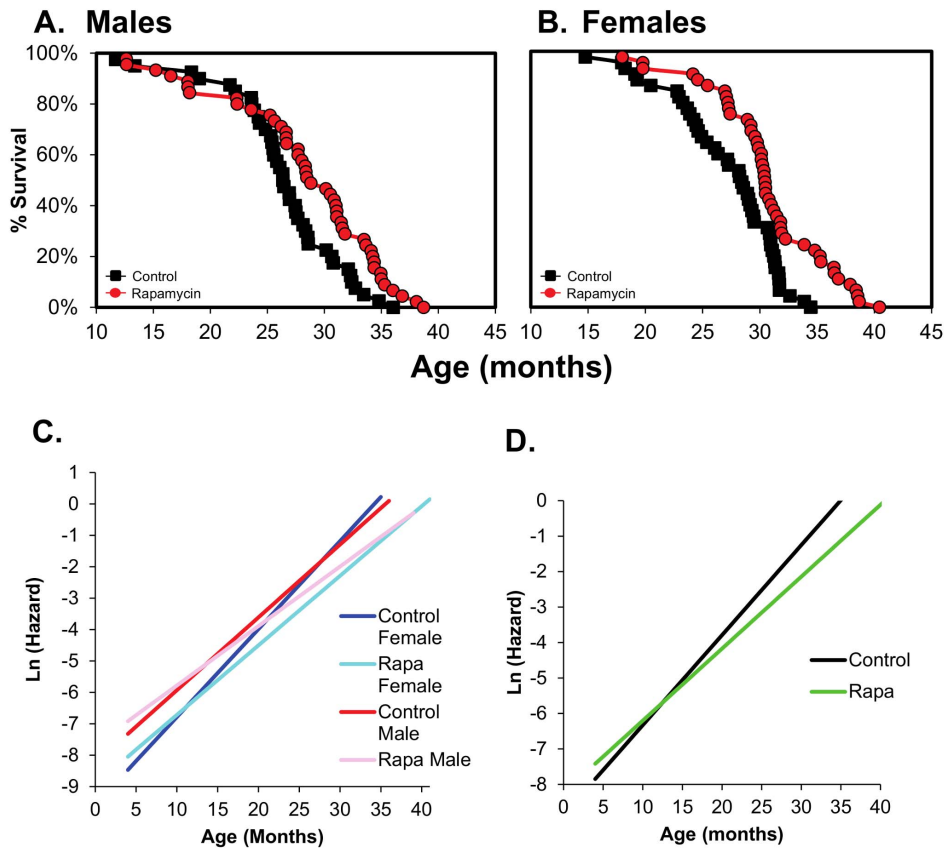 A. Males
B. Females
100%
80%
60%
40%
20%
0%
% Survival
Control
Rapamycin
10 15 20 25 30 35 40 45
Control
Rapamycin
10 15 20 25 30 35 40 45
Age (months)
C.
1
0
-1
-2
-3
-4
-5
-6
-7
-8
-9
Ln (Hazard)
Control
Female
Rapa
Female
Control
Male
Rapa Male
0 5 10 15 20 25 30 35 40
Age (Months)
D.
0
-1
-2
-3
-4
-5
-6
-7
-8
Ln (Hazard)
Control
Rapa
0 5 10 15 20 25 30 35 40
Age (months)